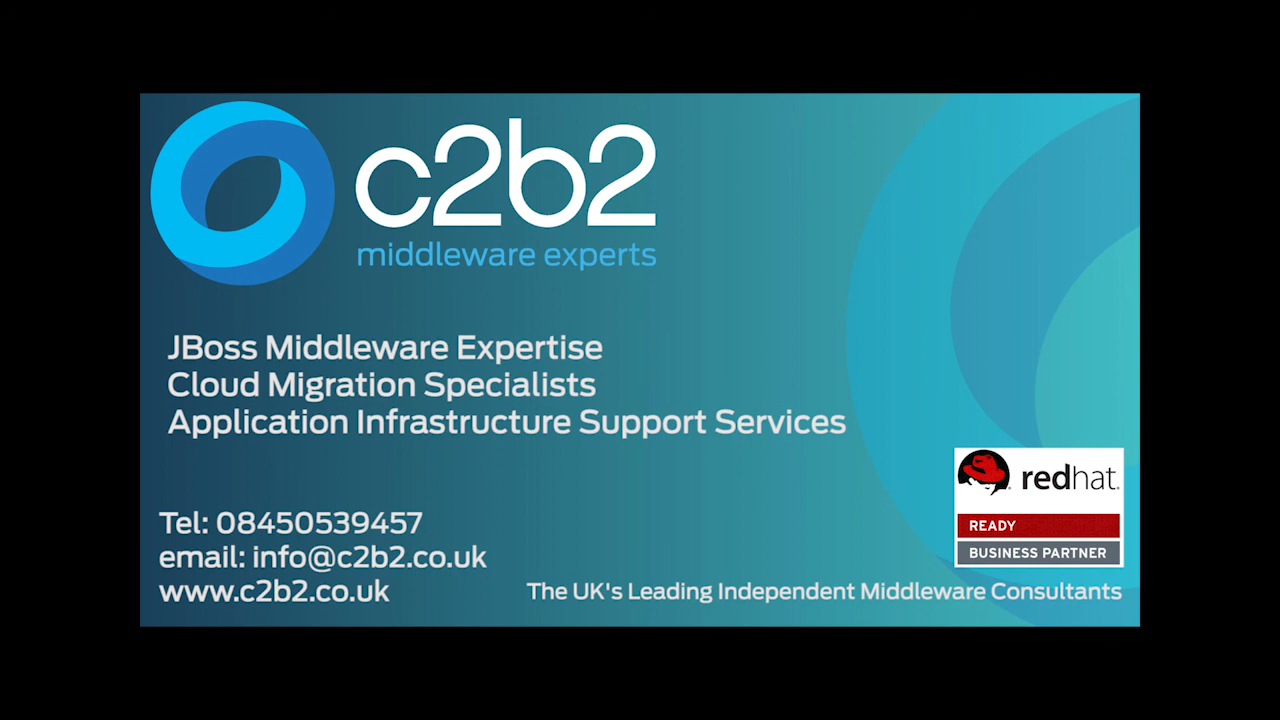 c2b2
middleware experts
JBoss Middleware Expertise
Cloud Migration Specialists
Application Infrastructure Support Services
redhat.
READY
BUSINESS PARTNER
Tel: 08450539457
email: info@c2b2.co.uk
www.c2b2.co.uk
The UK's Leading Independent Middleware Consultants